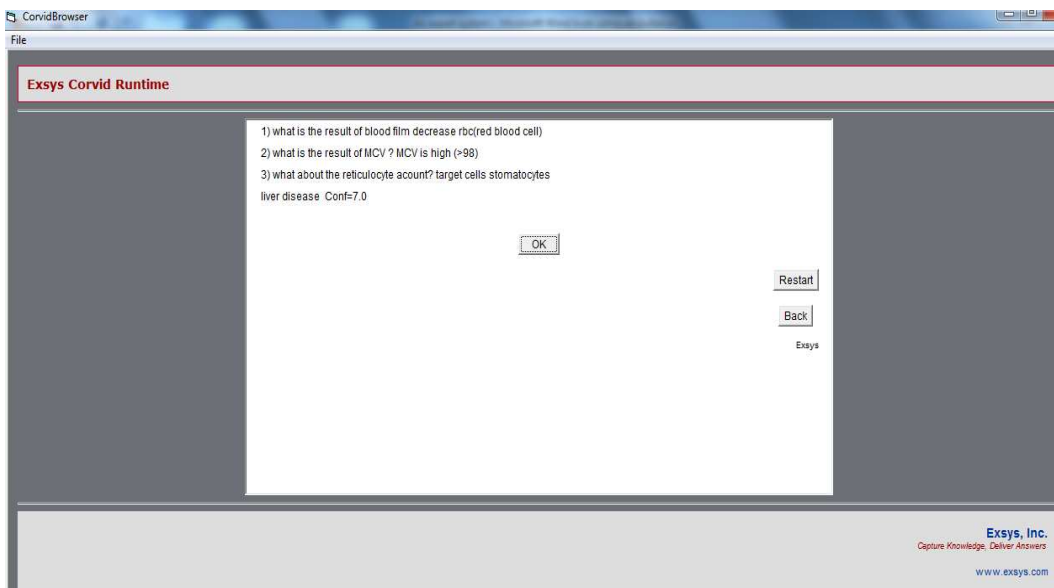 CorvidBrowser
File
Exsys Corvid Runtime
1) what is the result of blood film decrease rbc(red blood cell)
2) what is the result of MCV ? MCV is high (>98)
3) what about the reticulocyte acount? target cells stomatocytes
liver disease Conf=7.0
OK
Restart
Back
Exsys
Exsys, Inc.
Capture Knowledge, Deliver Answers
www.exsys.com